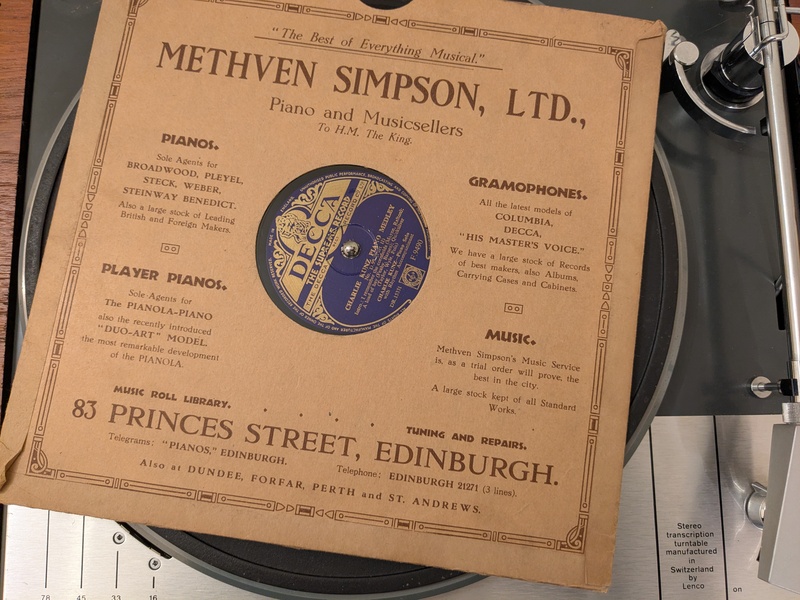 "The Best of Everything Musical."
METHVEN SIMPSON, LTD.,
Piano and Musicsellers
To H.M. The King.
PIANOS.
Sole Agents for
BROADWOOD, PLEYEL,
STECK, WEBER,
STEINWAY BENEDICT.
Also a large stock of Leading
British and Foreign Makers.
PLAYER PIANOS.
Sole Agents for
The PIANOLA-PIANO
also the recently introduced
"DUO-ART" MODEL.
the most remarkable development
of the PIANOLA.
DECCA
THE SUPREME RECORD
CHARLIE KUNZ PIANO MEDLEY
F. 9490
GRAMOPHONES.
All the latest models of
COLUMBIA,
DECCA,
"HIS MASTER'S VOICE."
We have a large stock of Records
of best makers, also Albums,
Carrying Cases and Cabinets.
MUSIC.
Methven Simpson's Music Service
is, as a trial order will prove, the
best in the city.
A large stock kept of all Standard
Works.
MUSIC ROLL LIBRARY.
TUNING AND REPAIRS.
83 PRINCES STREET, EDINBURGH.
Telegrams: "PIANOS," EDINBURGH.
Telephone: EDINBURGH 21271 (3 lines).
Also at DUNDEE, FORFAR, PERTH and ST. ANDREWS.
78 45 33 16
Stereo
transcription
turntable
manufactured
in
Switzerland
by
Lenco
on